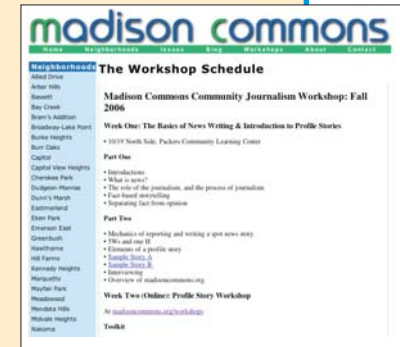 madison commons
Home Neighborhoods Issues Blog Workshops About Contact
Neighborhoods
Allied Drive
Arbor Hills
Bassett
Bay Creek
Bram's Addition
Broadway-Lake Point
Burke Heights
Burr Oaks
Capitol
Capitol View Heights
Cherokee Park
Dudgeon-Monroe
Dunn's Marsh
Eastmorland
Eken Park
Emerson East
Greenbush
Hawthorne
Hill Farms
Kennedy Heights
Marquette
Mayfair Park
Meadowood
Mendota Hills
Midvale Heights
Nakoma
The Workshop Schedule
Madison Commons Community Journalism Workshop: Fall
2006
Week One: The Basics of News Writing & Introduction to Profile Stories
• 10/19 North Side, Packers Community Learning Center
Part One
• Introductions
• What is news?
• The role of the journalism, and the process of journalism
• Fact-based storytelling
• Separating fact from opinion
Part Two
• Mechanics of reporting and writing a spot news story
• 5Ws and one H
• Elements of a profile story
• Sample Story A
• Sample Story B
• Interviewing
• Overview of madisoncommons.org
Week Two (Online): Profile Story Workshop
At madisoncommons.org/workshops
Toolkit